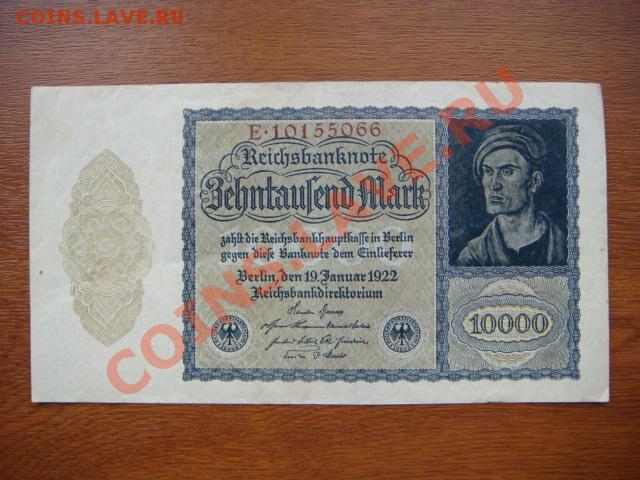 COINS.LAVE.RU
E·10155066
Reichsbanknote
Zehntausend Mark
zahlt die Reichsbankhauptkasse in Berlin
gegen diese Banknote dem Einlieferer
Berlin, den 19. Januar 1922
Reichsbankdirektorium
10000
COINS.LAVE.RU